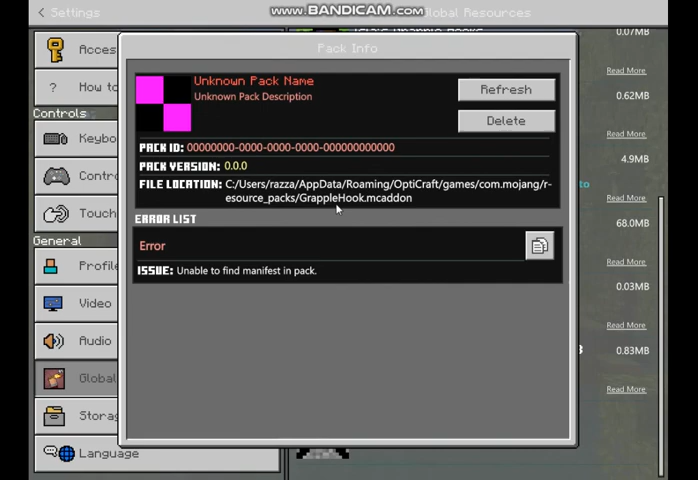 Settings
www.BANDICAM.com
Global Resources
0.07MB
Pack Info
Acces
Read More
Unknown Pack Name
Unknown Pack Description
Refresh
How to
0.62MB
Controls
Delete
Read More
Keybo
PACK ID: 00000000-0000-0000-0000-000000000000
4.9MB
PACK VERSION: 0.0.0
Contr
FILE LOCATION: C:/Users/razza/AppData/Roaming/OptiCraft/games/com.mojang/r-
esource_packs/GrappleHook.mcaddon
to
Read More
Touch
ERROR LIST
68.0MB
General
Error
Profil
Read More
ISSUE: Unable to find manifest in pack.
0.03MB
Video
Read More
Audio
0.83MB
Global
Read More
Storag
Language